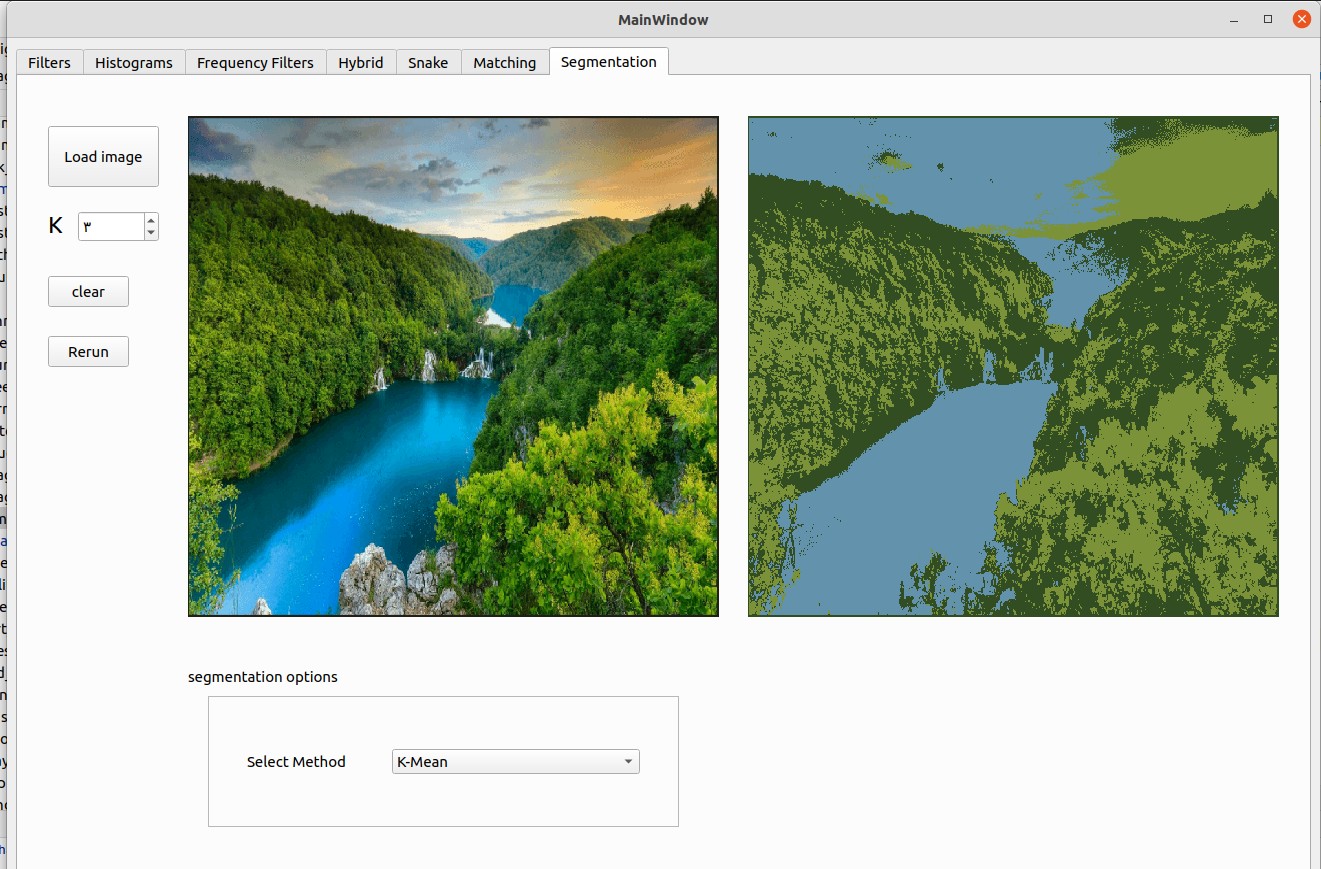 MainWindow
Filters
Histograms
Frequency Filters
Hybrid
Snake
Matching
Segmentation
Load image
K ٣
clear
Rerun
segmentation options
Select Method K-Mean